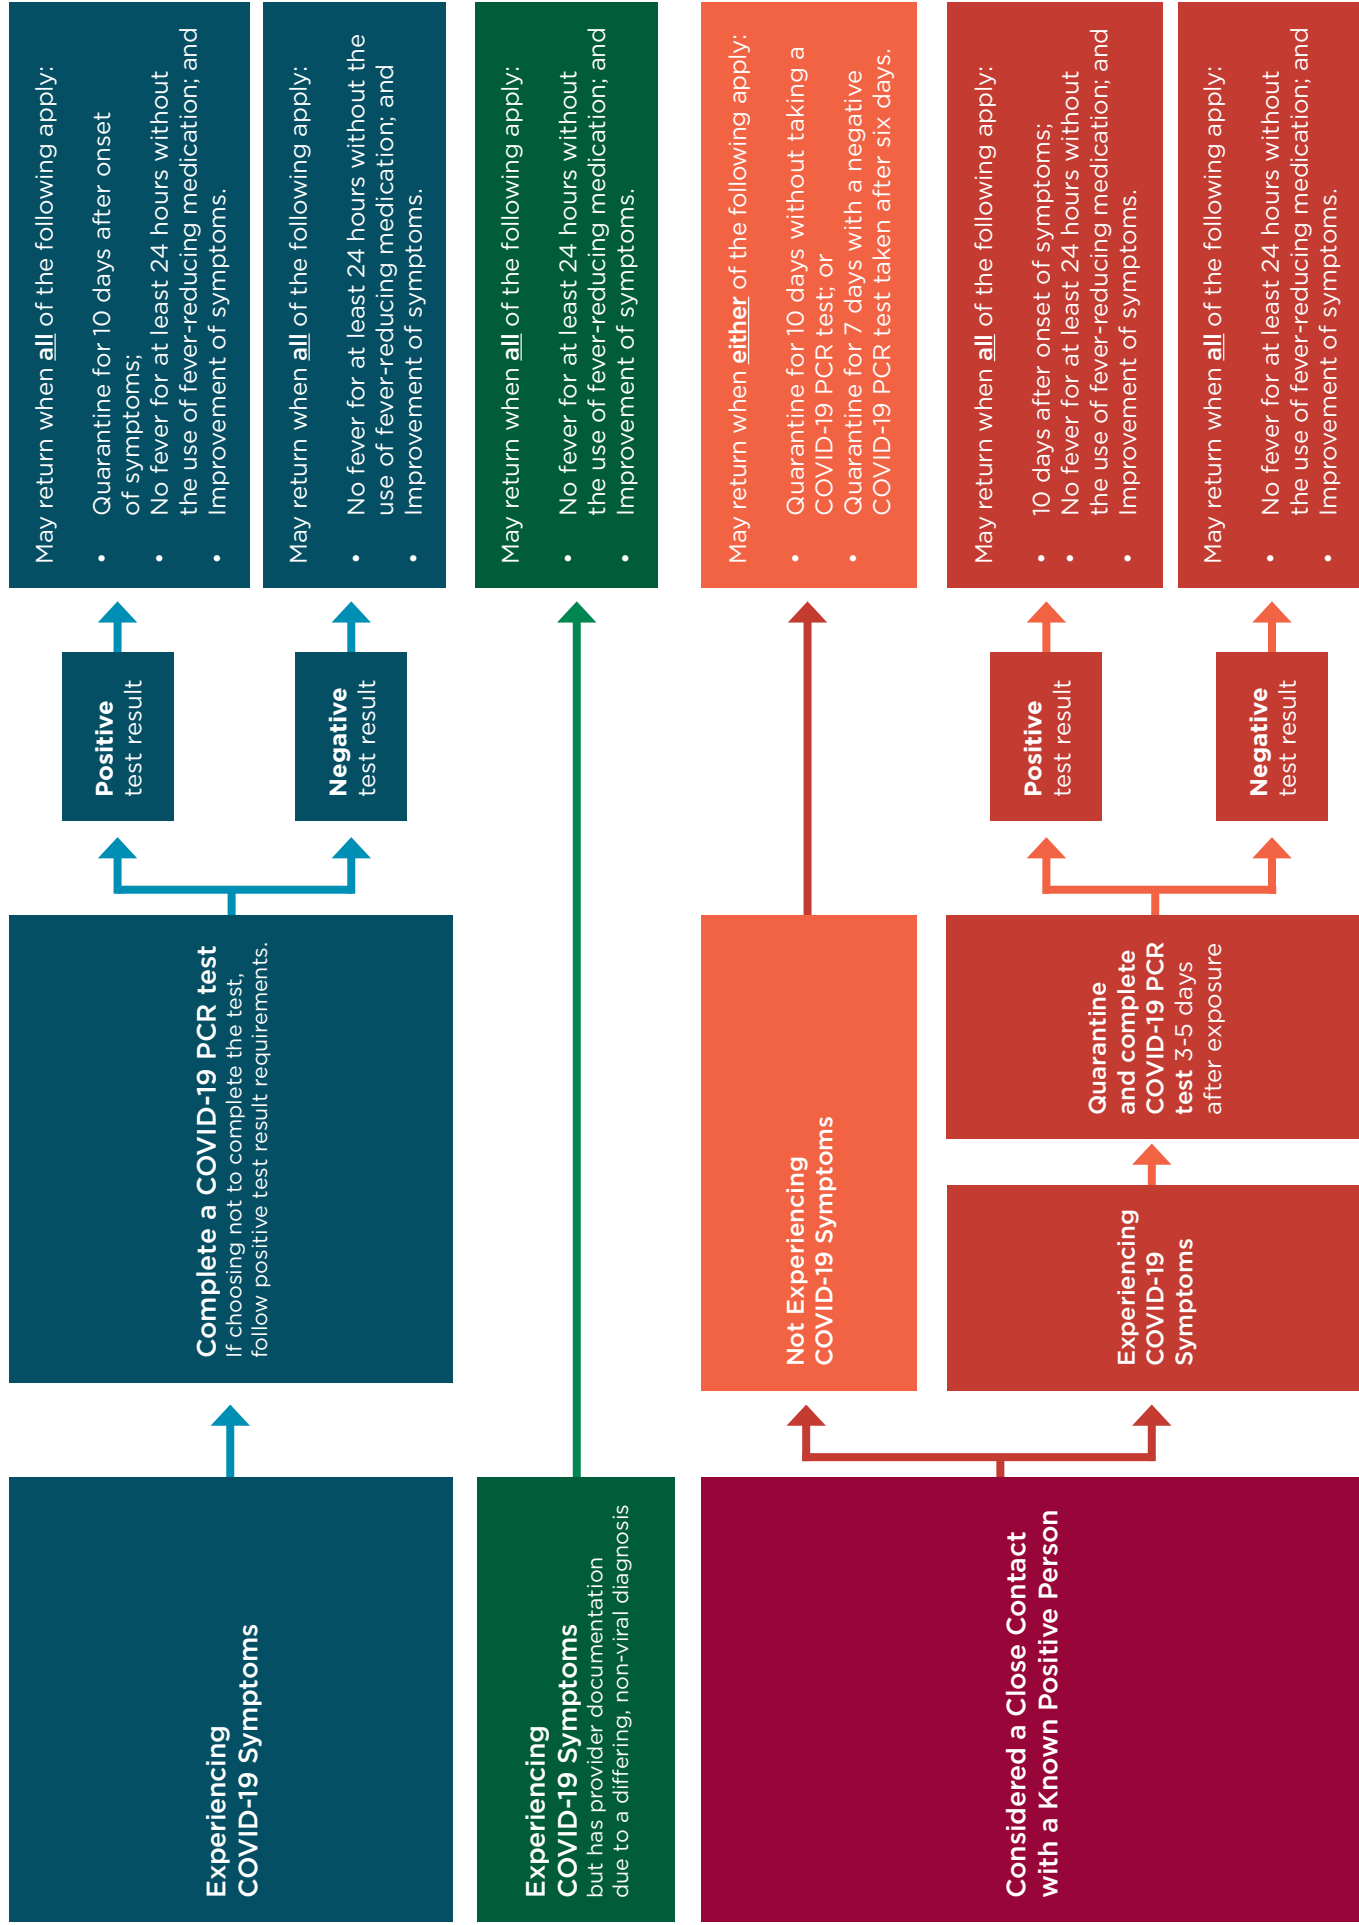 Experiencing
COVID-19 Symptoms
Complete a COVID-19 PCR test
If choosing not to complete the test,
follow positive test result requirements.
Positive
test result
May return when all of the following apply:
• Quarantine for 10 days after onset
of symptoms;
• No fever for at least 24 hours without
the use of fever-reducing medication; and
• Improvement of symptoms.
Negative
test result
May return when all of the following apply:
• No fever for at least 24 hours without the
use of fever-reducing medication; and
• Improvement of symptoms.
Experiencing
COVID-19 Symptoms
but has provider documentation
due to a differing, non-viral diagnosis
May return when all of the following apply:
• No fever for at least 24 hours without
the use of fever-reducing medication; and
• Improvement of symptoms.
Considered a Close Contact
with a Known Positive Person
Not Experiencing
COVID-19 Symptoms
May return when either of the following apply:
• Quarantine for 10 days without taking a
COVID-19 PCR test; or
• Quarantine for 7 days with a negative
COVID-19 PCR test taken after six days.
Experiencing
COVID-19
Symptoms
Quarantine
and complete
COVID-19 PCR
test 3-5 days
after exposure
Positive
test result
May return when all of the following apply:
• 10 days after onset of symptoms;
• No fever for at least 24 hours without
the use of fever-reducing medication; and
• Improvement of symptoms.
Negative
test result
May return when all of the following apply:
• No fever for at least 24 hours without
the use of fever-reducing medication; and
• Improvement of symptoms.